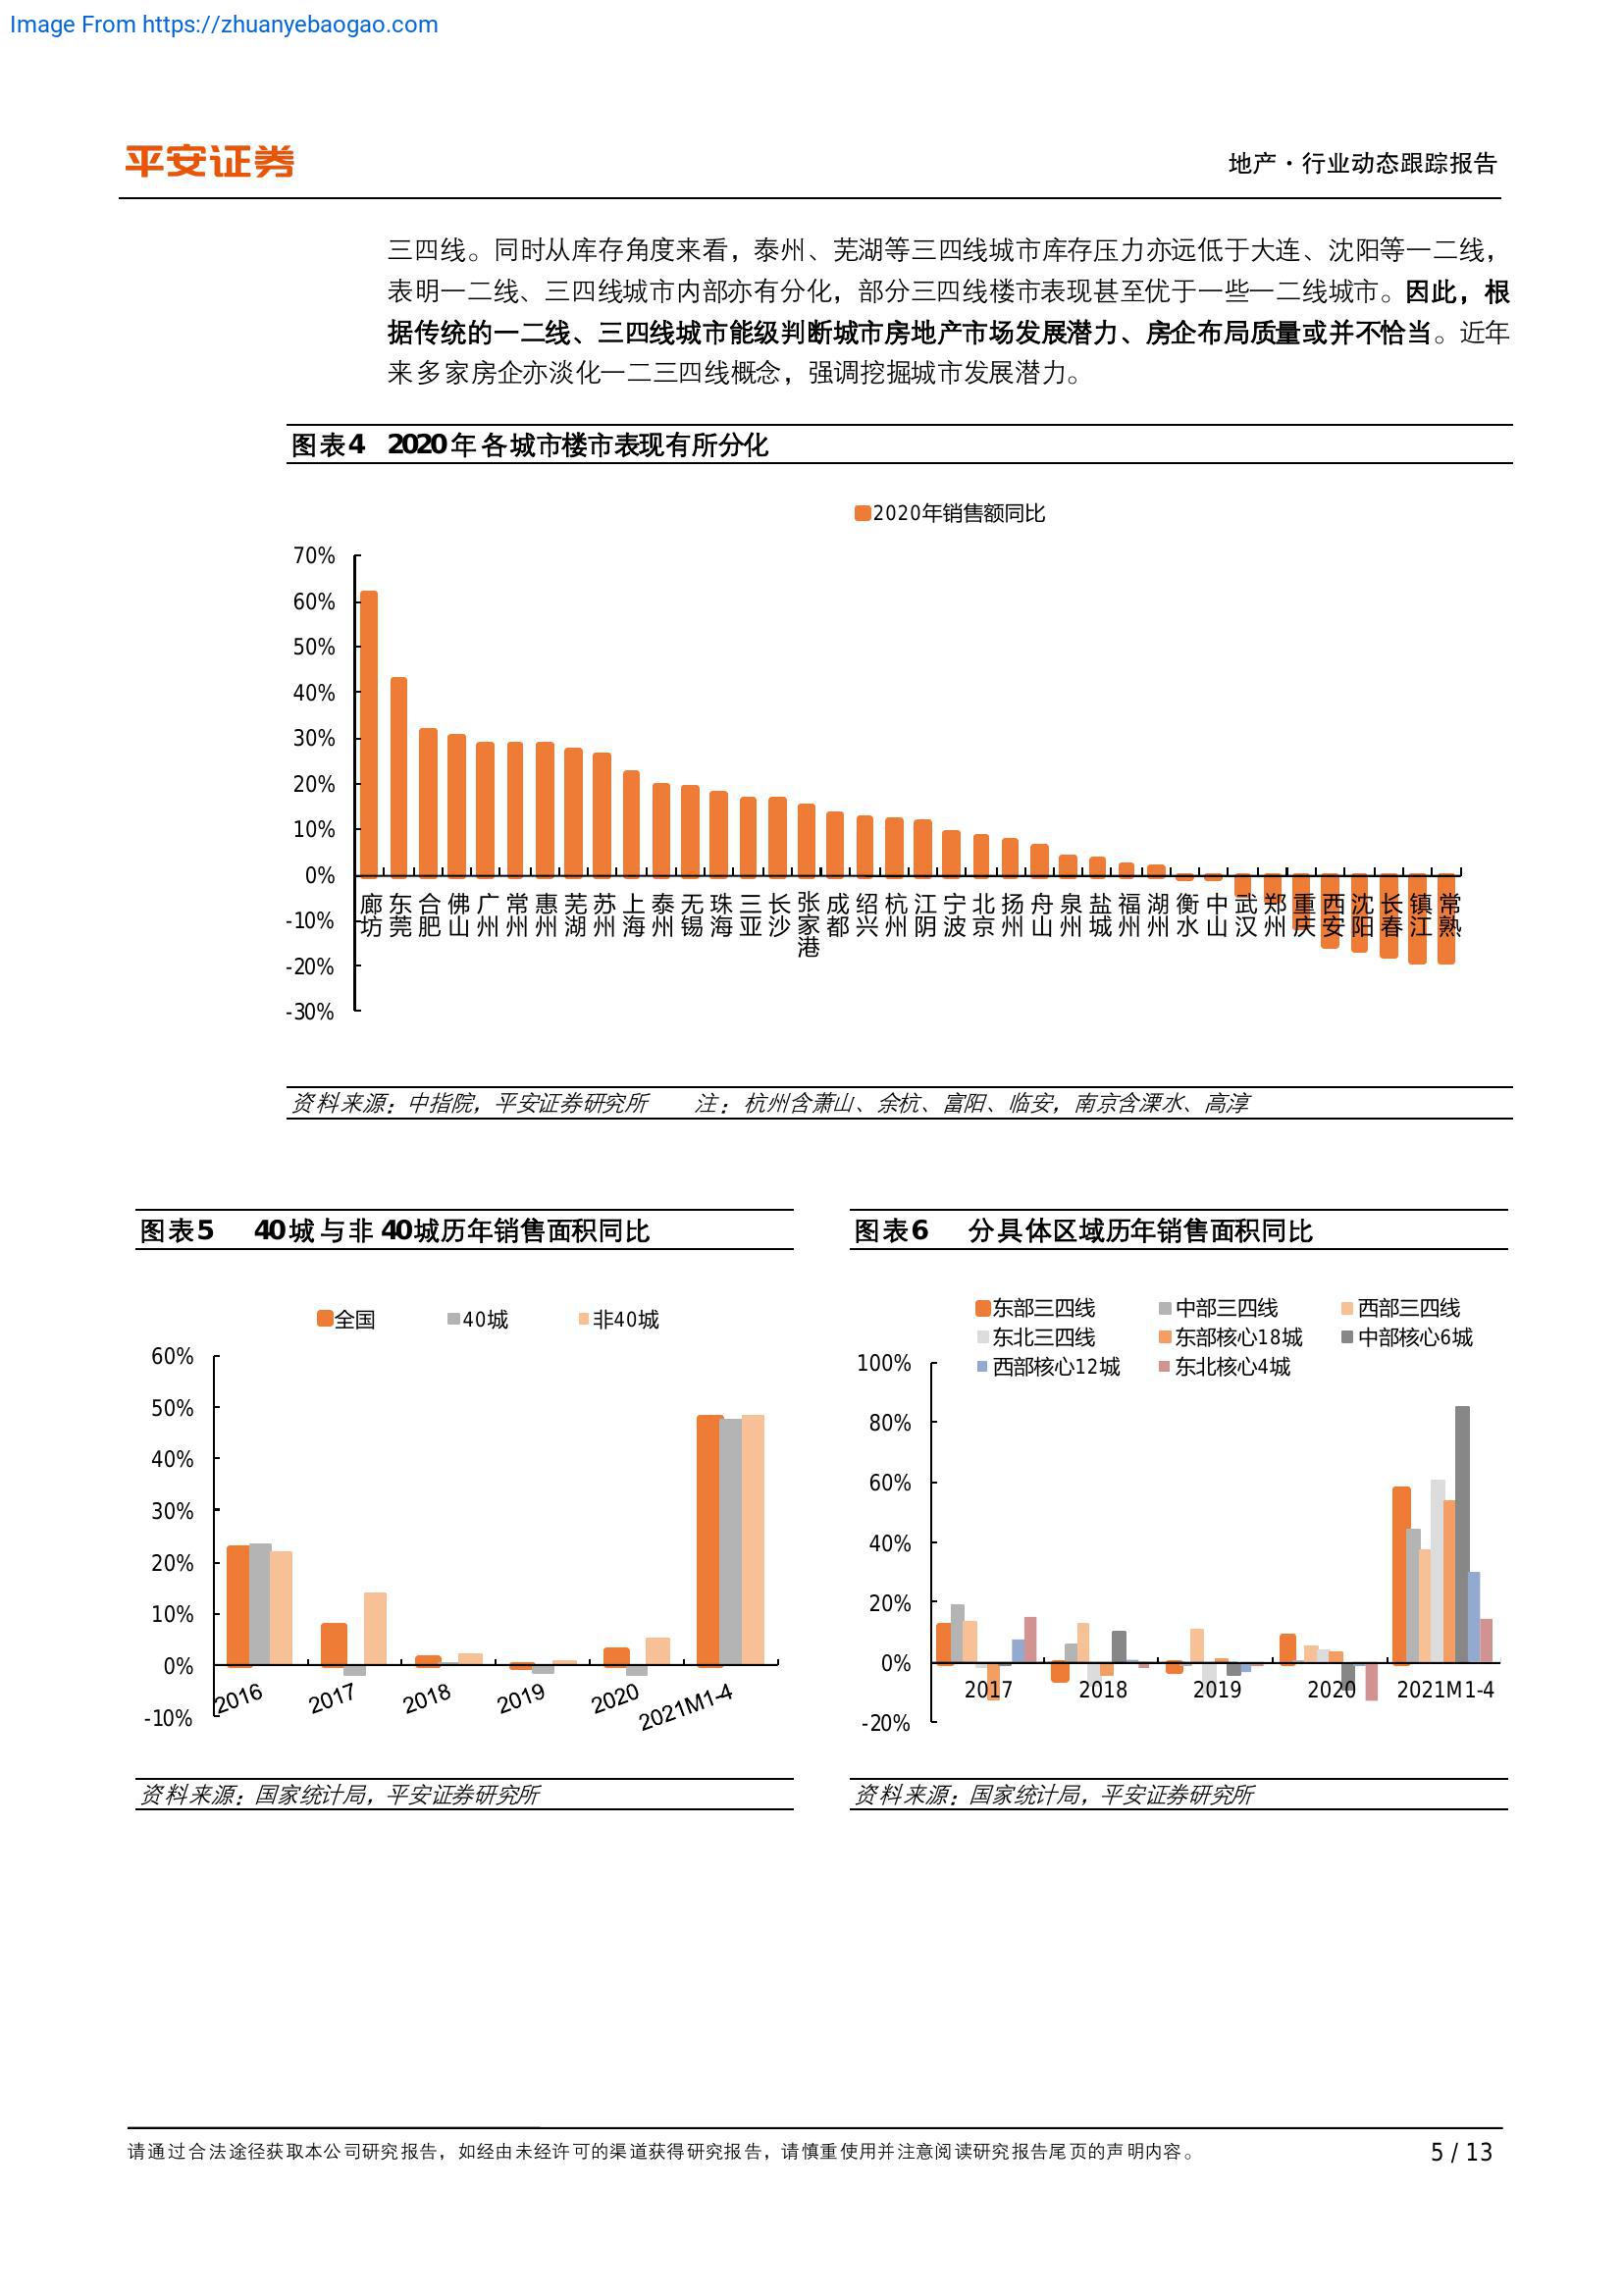 Image From https://zhuanyebaogao.com
平安证券
地产·行业动态跟踪报告
三四线。同时从库存角度来看，泰州、芜湖等三四线城市库存压力亦远低于大连、沈阳等一二线，
表明一二线、三四线城市内部亦有分化，部分三四线楼市表现甚至优于一些一二线城市。因此，根
据传统的一二线、三四线城市能级判断城市房地产市场发展潜力、房企布局质量或并不恰当。近年
来多家房企亦淡化一二三四线概念，强调挖掘城市发展潜力。
图表4 2020年各城市楼市表现有所分化
2020年销售额同比
70%
60%
50%
40%
30%
20%
10%
0%
-10%
-20%
-30%
廊坊 东莞 合肥 佛山 广州 常州 惠州 芜湖 苏州 上海 泰州 无锡 珠海 三亚 长沙 张家港 成都 绍兴 杭州 江阴 宁波 北京 扬州 舟山 泉州 盐城 福州 湖州 衡水 中山 武汉 郑州 重庆 西安 沈阳 长春 镇江 常熟
资料来源：中指院，平安证券研究所 注：杭州含萧山、余杭、富阳、临安，南京含溧水、高淳
图表5 40城与非40城历年销售面积同比
全国 40城 非40城
60%
50%
40%
30%
20%
10%
0%
-10%
2016 2017 2018 2019 2020 2021M1-4
资料来源：国家统计局，平安证券研究所
图表6 分具体区域历年销售面积同比
东部三四线 中部三四线 西部三四线
东北三四线 东部核心18城 中部核心6城
西部核心12城 东北核心4城
100%
80%
60%
40%
20%
0%
-20%
2017 2018 2019 2020 2021M1-4
资料来源：国家统计局，平安证券研究所
请通过合法途径获取本公司研究报告，如经由未经许可的渠道获得研究报告，请慎重使用并注意阅读研究报告尾页的声明内容。
5 / 13